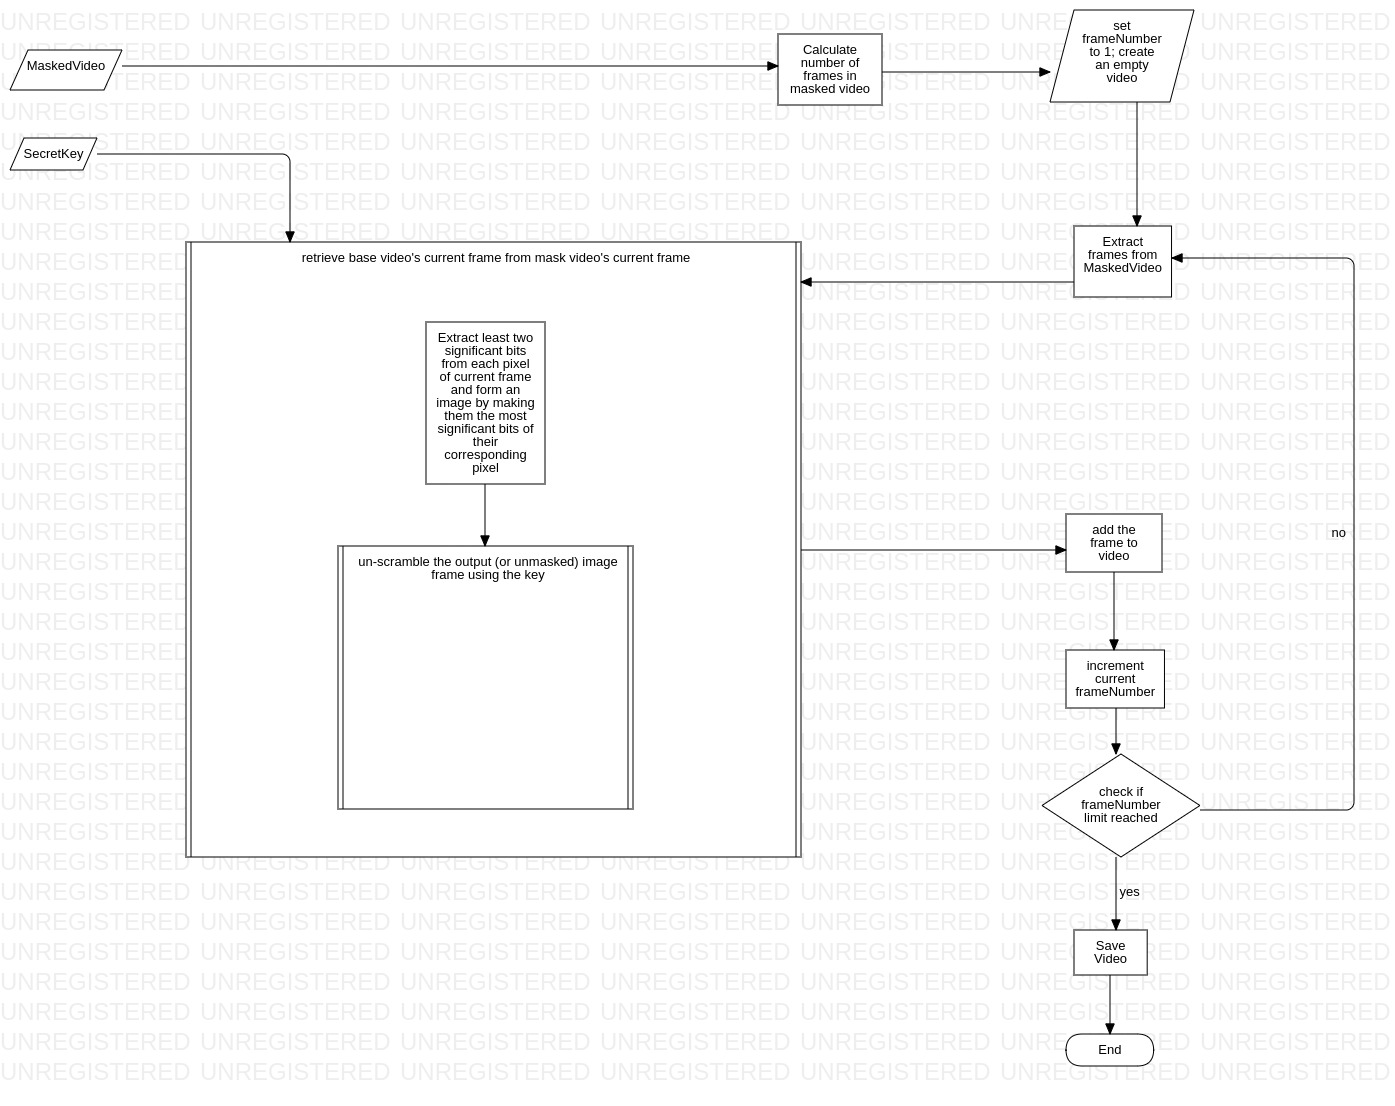 MaskedVideo
Calculate
number of
frames in
masked video
set
frameNumber
to 1; create
an empty
video
SecretKey
Extract
frames from
MaskedVideo
retrieve base video's current frame from mask video's current frame
Extract least two
significant bits
from each pixel
of current frame
and form an
image by making
them the most
significant bits of
their
corresponding
pixel
un-scramble the output (or unmasked) image
frame using the key
add the
frame to
video
no
increment
current
frameNumber
check if
frameNumber
limit reached
yes
Save
Video
End
UNREGISTERED